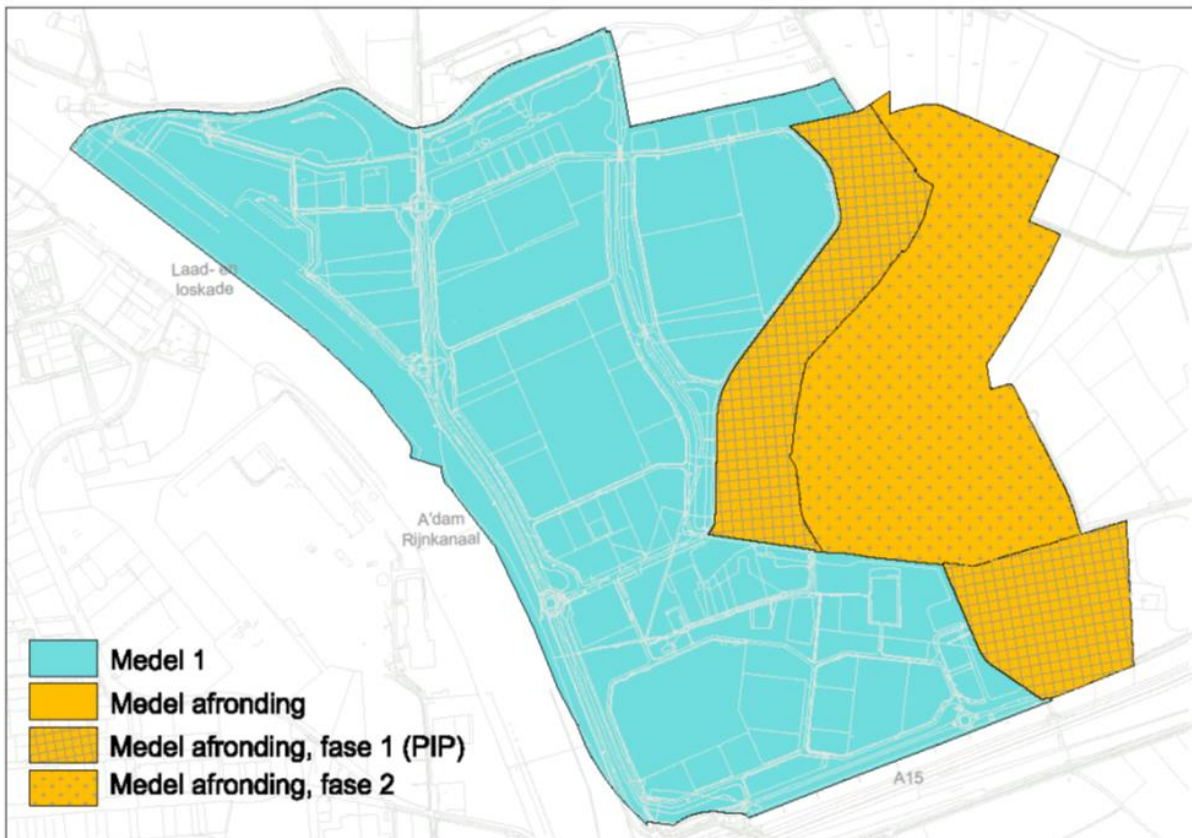 Laad- en
loskade
A'dam
Rijnkanaal
A15
Medel 1
Medel afronding
Medel afronding, fase 1 (PIP)
Medel afronding, fase 2